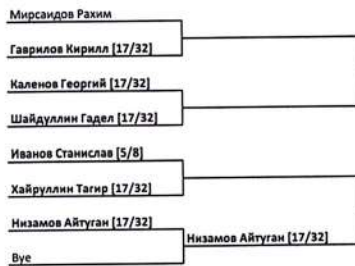 Мирсаидов Рахим
Гаврилов Кирилл [17/32]
Каленов Георгий [17/32]
Шайдуллин Гадел [17/32]
Иванов Станислав [5/8]
Хайруллин Тагир [17/32]
Низамов Айтуган [17/32]
Низамов Айтуган [17/32]
Bye